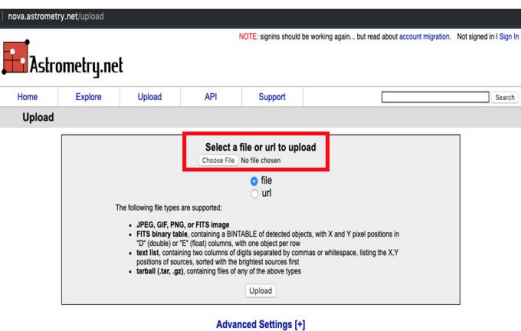 nova.astrometry.net/upload
NOTE: signins should be working again... but read about account migration. Not signed in I Sign In
Astrometry.net
Home Explore Upload API Support Search
Upload
Select a file or url to upload
Choose File No file chosen
file
url
The following file types are supported:
• JPEG, GIF, PNG, or FITS image
• FITS binary table, containing a BINTABLE of detected objects, with X and Y pixel positions in
"D" (double) or "E" (float) columns, with one object per row
• text list, containing two columns of digits separated by commas or whitespace, listing the X,Y
positions of sources, sorted with the brightest sources first
• tarball (.tar, .gz), containing files of any of the above types
Upload
Advanced Settings [+]